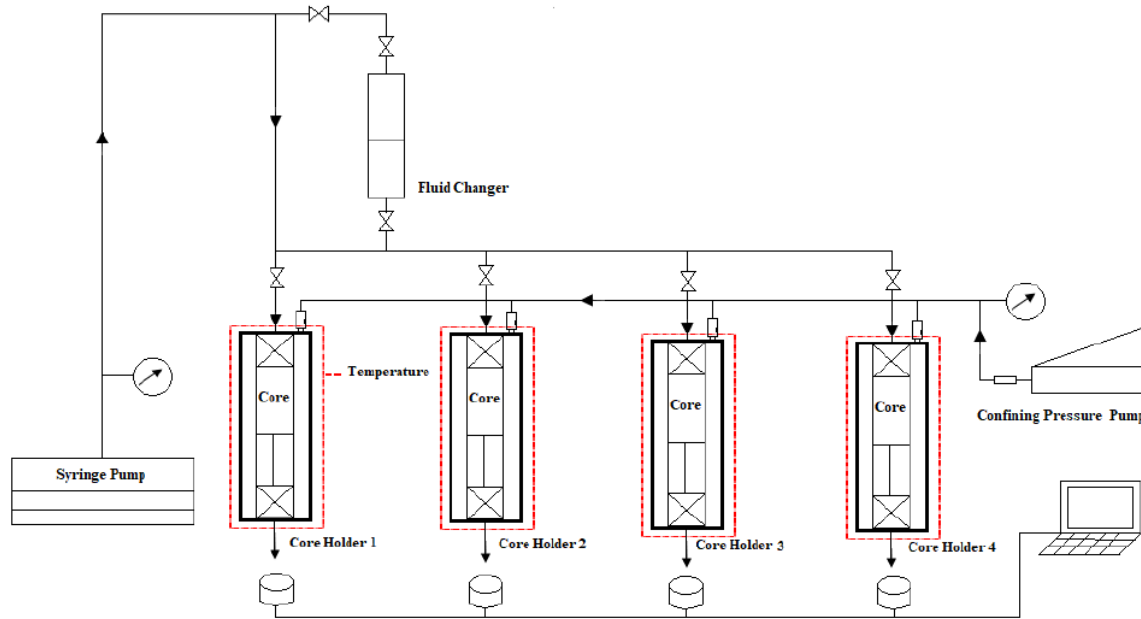 Fluid Changer
Temperature
Core
Core
Core
Core
Confining Pressure Pump
Syringe Pump
Core Holder 1
Core Holder 2
Core Holder 3
Core Holder 4